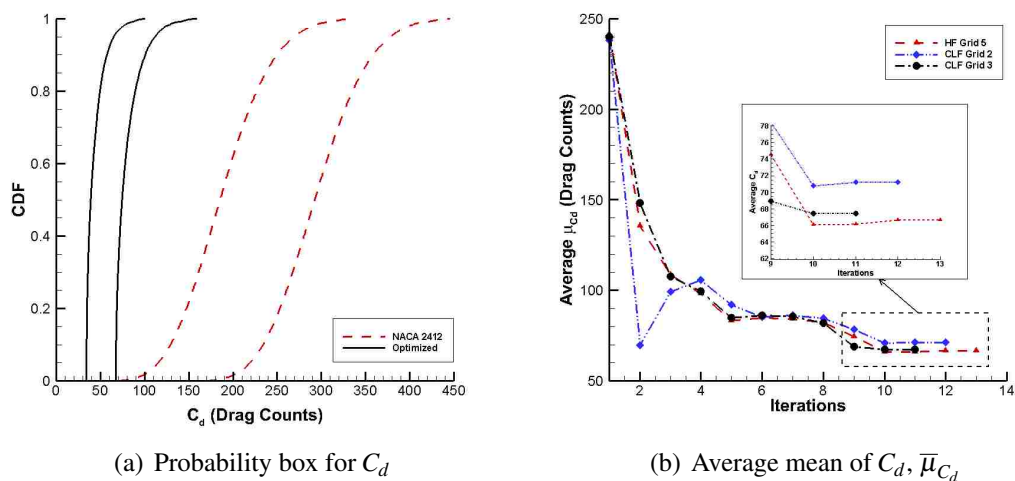 1
0.8
0.6
0.4
0.2
0
CDF
0 50 100 150 200 250 300 350 400 450
C_d (Drag Counts)
NACA 2412
Optimized
(a) Probability box for C_d
250
200
150
100
50
Average μ_Cd (Drag Counts)
2 4 6 8 10 12 14
Iterations
HF Grid 5
CLF Grid 2
CLF Grid 3
78
76
74
72
70
68
66
64
62
Average C_d
9 10 11 12 13
Iterations
(b) Average mean of C_d, μ̅_C_d